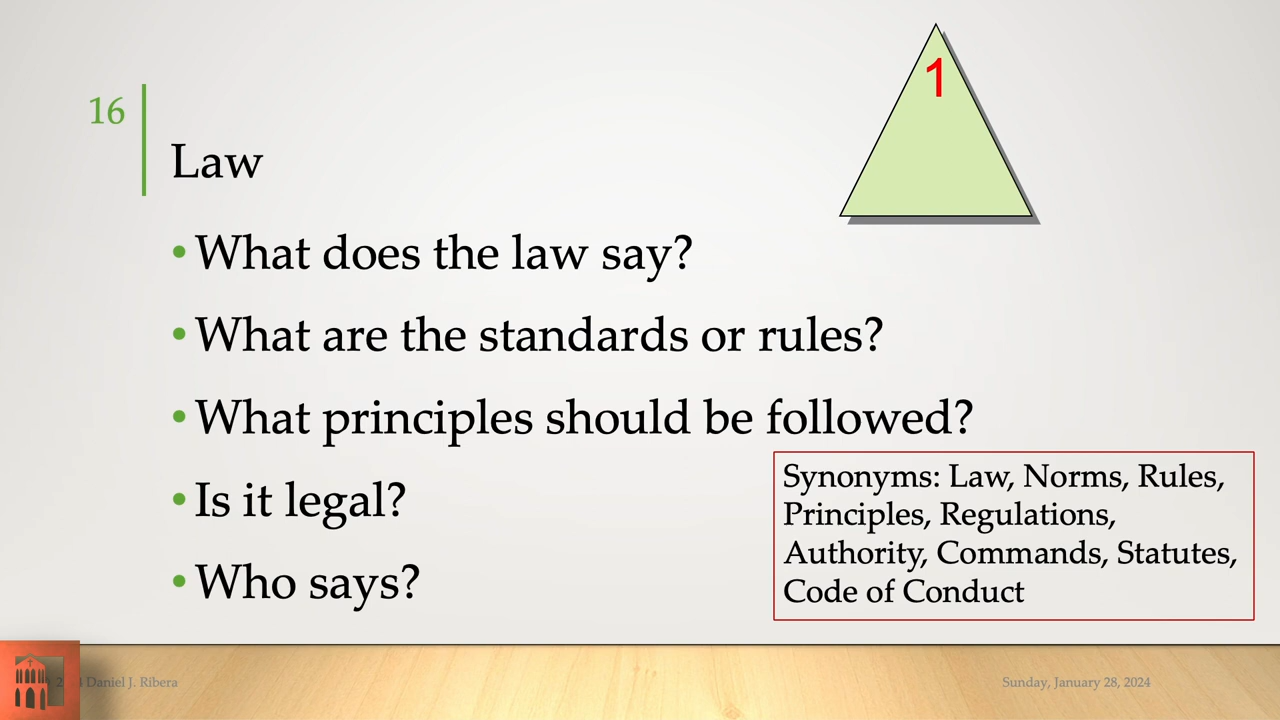 1
16
Law
• What does the law say?
• What are the standards or rules?
• What principles should be followed?
• Is it legal?
• Who says?
Synonyms: Law, Norms, Rules,
Principles, Regulations,
Authority, Commands, Statutes,
Code of Conduct
Daniel J. Ribera
Sunday, January 28, 2024